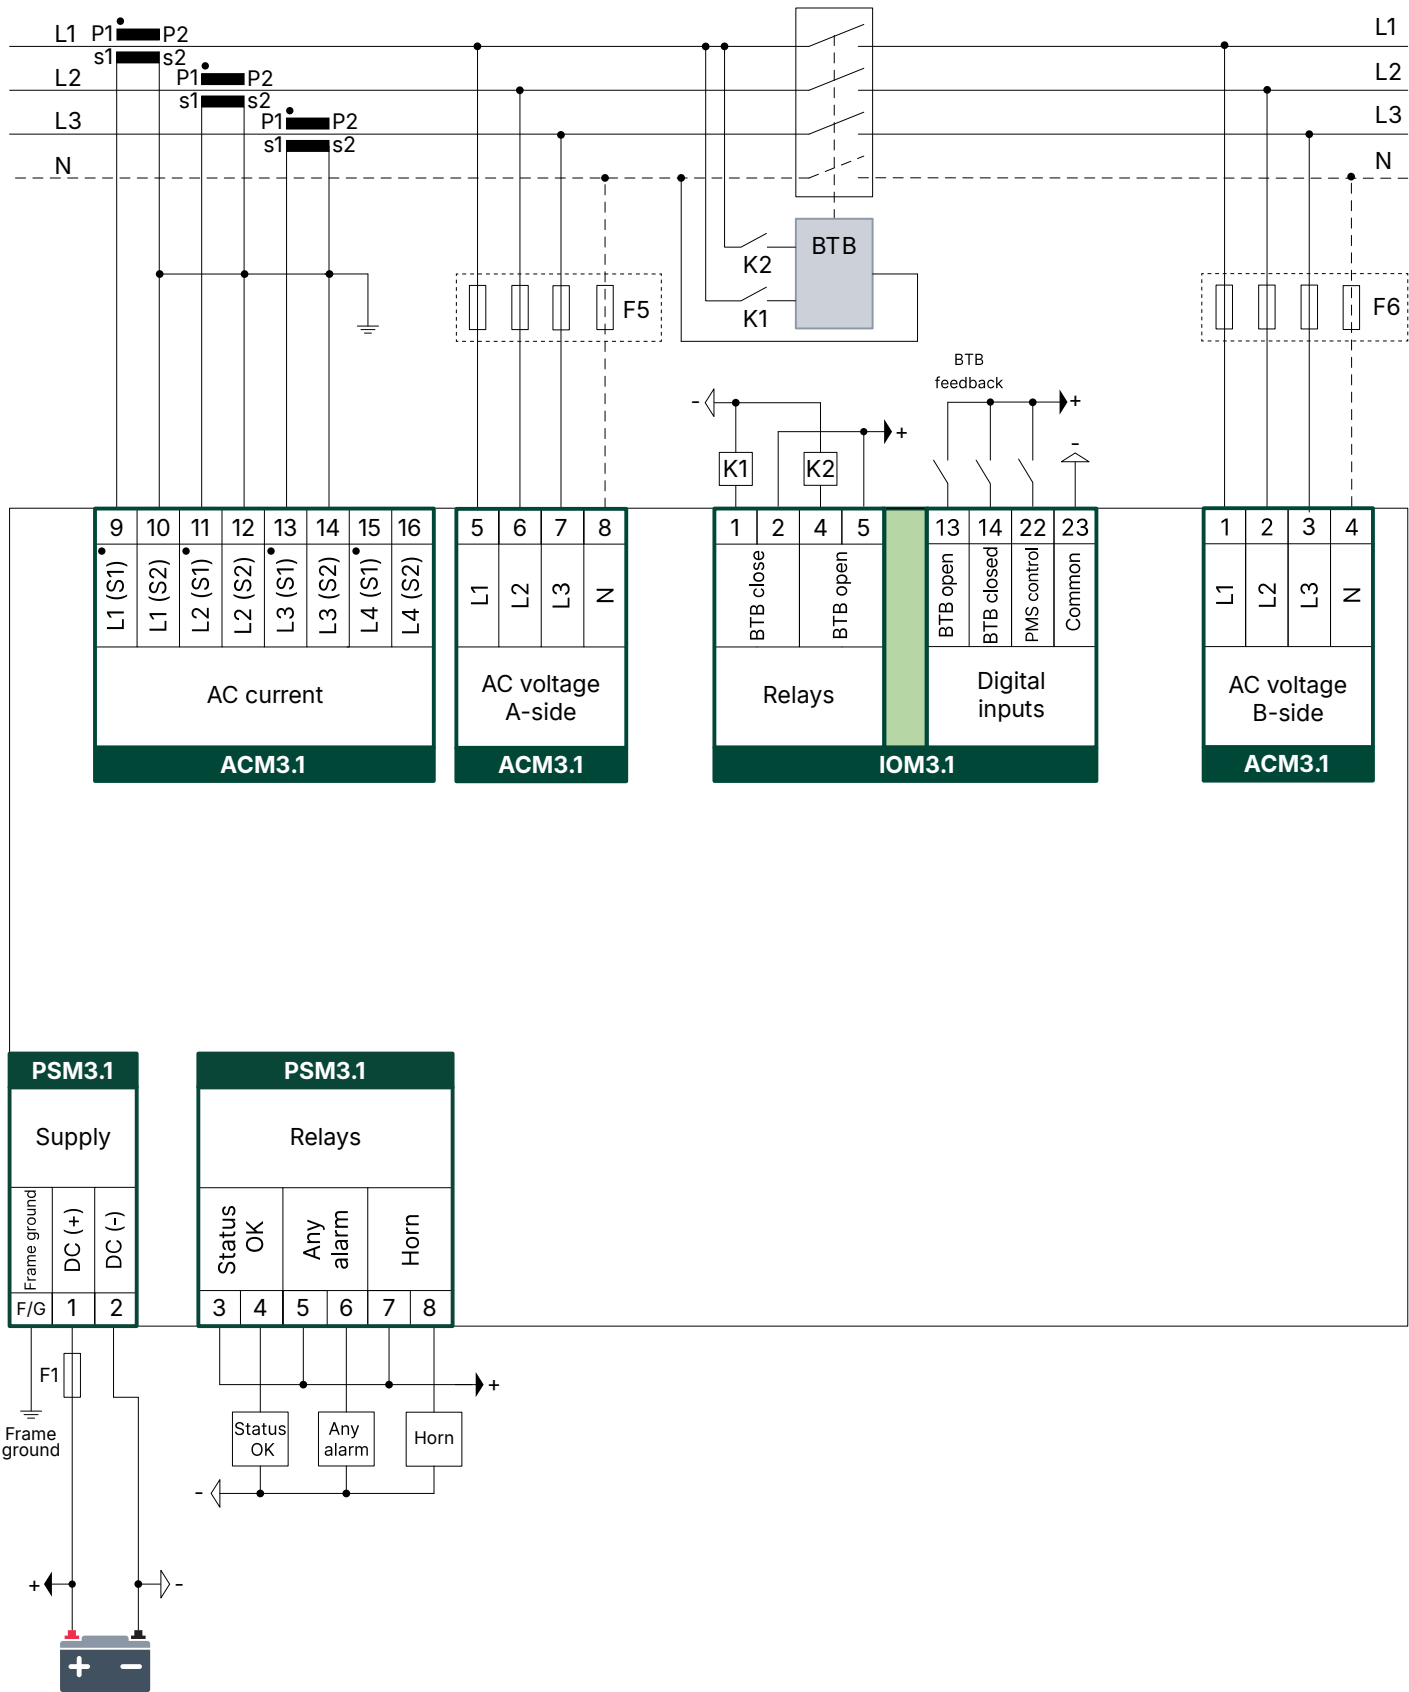 L1 P1 P2 L1
s1 s2
L2 P1 P2 L2
s1 s2
L3 P1 P2 L3
s1 s2
N N
BTB
K2
K1
F5 F6
BTB
feedback
- + + -
K1 K2
9 10 11 12 13 14 15 16
L1 (S1) L1 (S2) L2 (S1) L2 (S2) L3 (S1) L3 (S2) L4 (S1) L4 (S2)
AC current
ACM3.1
5 6 7 8
L1 L2 L3 N
AC voltage
A-side
ACM3.1
1 2 4 5 13 14 22 23
BTB close BTB open BTB open BTB closed PMS control Common
Relays
Digital
inputs
IOM3.1
1 2 3 4
L1 L2 L3 N
AC voltage
B-side
ACM3.1
PSM3.1
Supply
Frame ground DC (+) DC (-)
F/G 1 2
PSM3.1
Relays
Status
OK
Any
alarm
Horn
3 4 5 6 7 8
F1
Frame
ground
+
Status
OK
Any
alarm
Horn
-
+ -
+ −